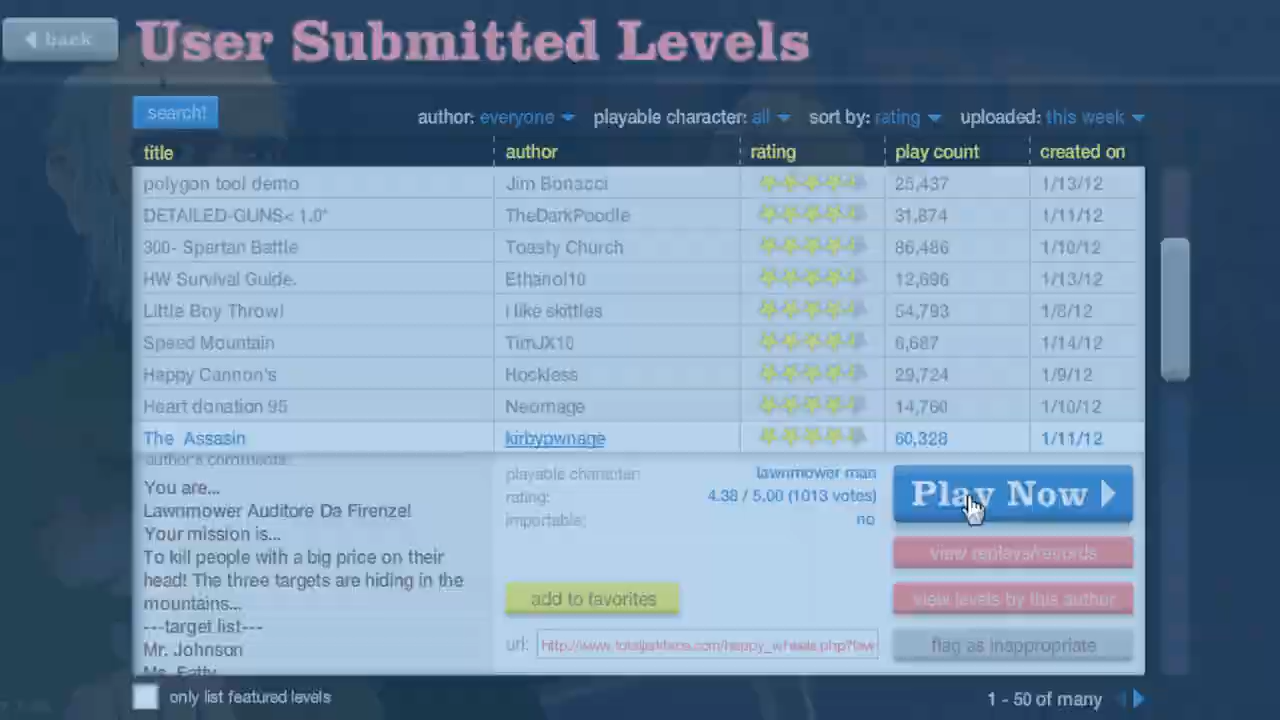 back
User Submitted Levels
search!
author: everyone playable character: all sort by: rating uploaded: this week
title author rating play count created on
polygon tool demo Jim Bonacci 25,437 1/13/12
DETAILED-GUNS< 1.0* TheDarkPoodle 31,874 1/11/12
300- Spartan Battle Toasty Church 86,486 1/10/12
HW Survival Guide. Ethanol10 12,696 1/13/12
Little Boy Throw! i like skittles 54,793 1/8/12
Speed Mountain TimJX10 6,687 1/14/12
Happy Cannon's Hockless 29,724 1/9/12
Heart donation 95 Neomage 14,760 1/10/12
The Assasin kirbypwnage 60,328 1/11/12
author's comments:
You are...
Lawnmower Auditore Da Firenze!
Your mission is...
To kill people with a big price on their
head! The three targets are hiding in the
mountains...
---target list---
Mr. Johnson
Ms. Fatty
playable character: lawnmower man
rating: 4.38 / 5.00 (1013 votes)
importable: no
add to favorites
url: http://www.totaljerkface.com/happy_wheels.php?
Play Now
view replays/records
view levels by this author
flag as inappropriate
only list featured levels
1 - 50 of many